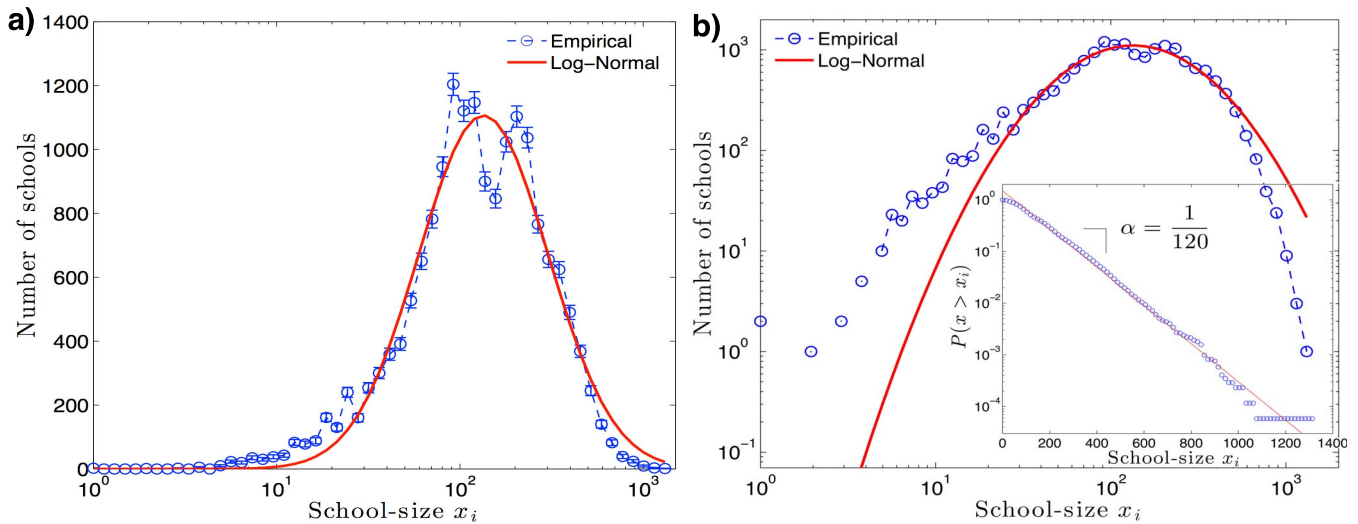 a)
1400
1200
1000
800
600
400
200
0
Number of schools
Empirical
Log–Normal
10^0
10^1
10^2
10^3
School-size x_i
b)
10^3
10^2
10^1
10^0
10^-1
Number of schools
Empirical
Log–Normal
10^0
10^1
10^2
10^3
School-size x_i
10^0
10^-1
10^-2
10^-3
10^-4
P(x > x_i)
α = 1/120
0
200
400
600
800
1000
1200
1400
School-size x_i